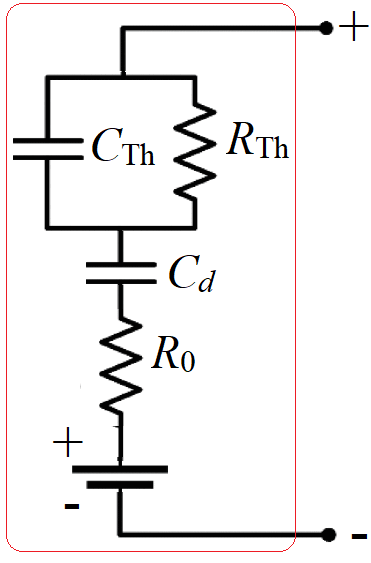 +
C_Th
R_Th
C_d
R_0
+
-
-